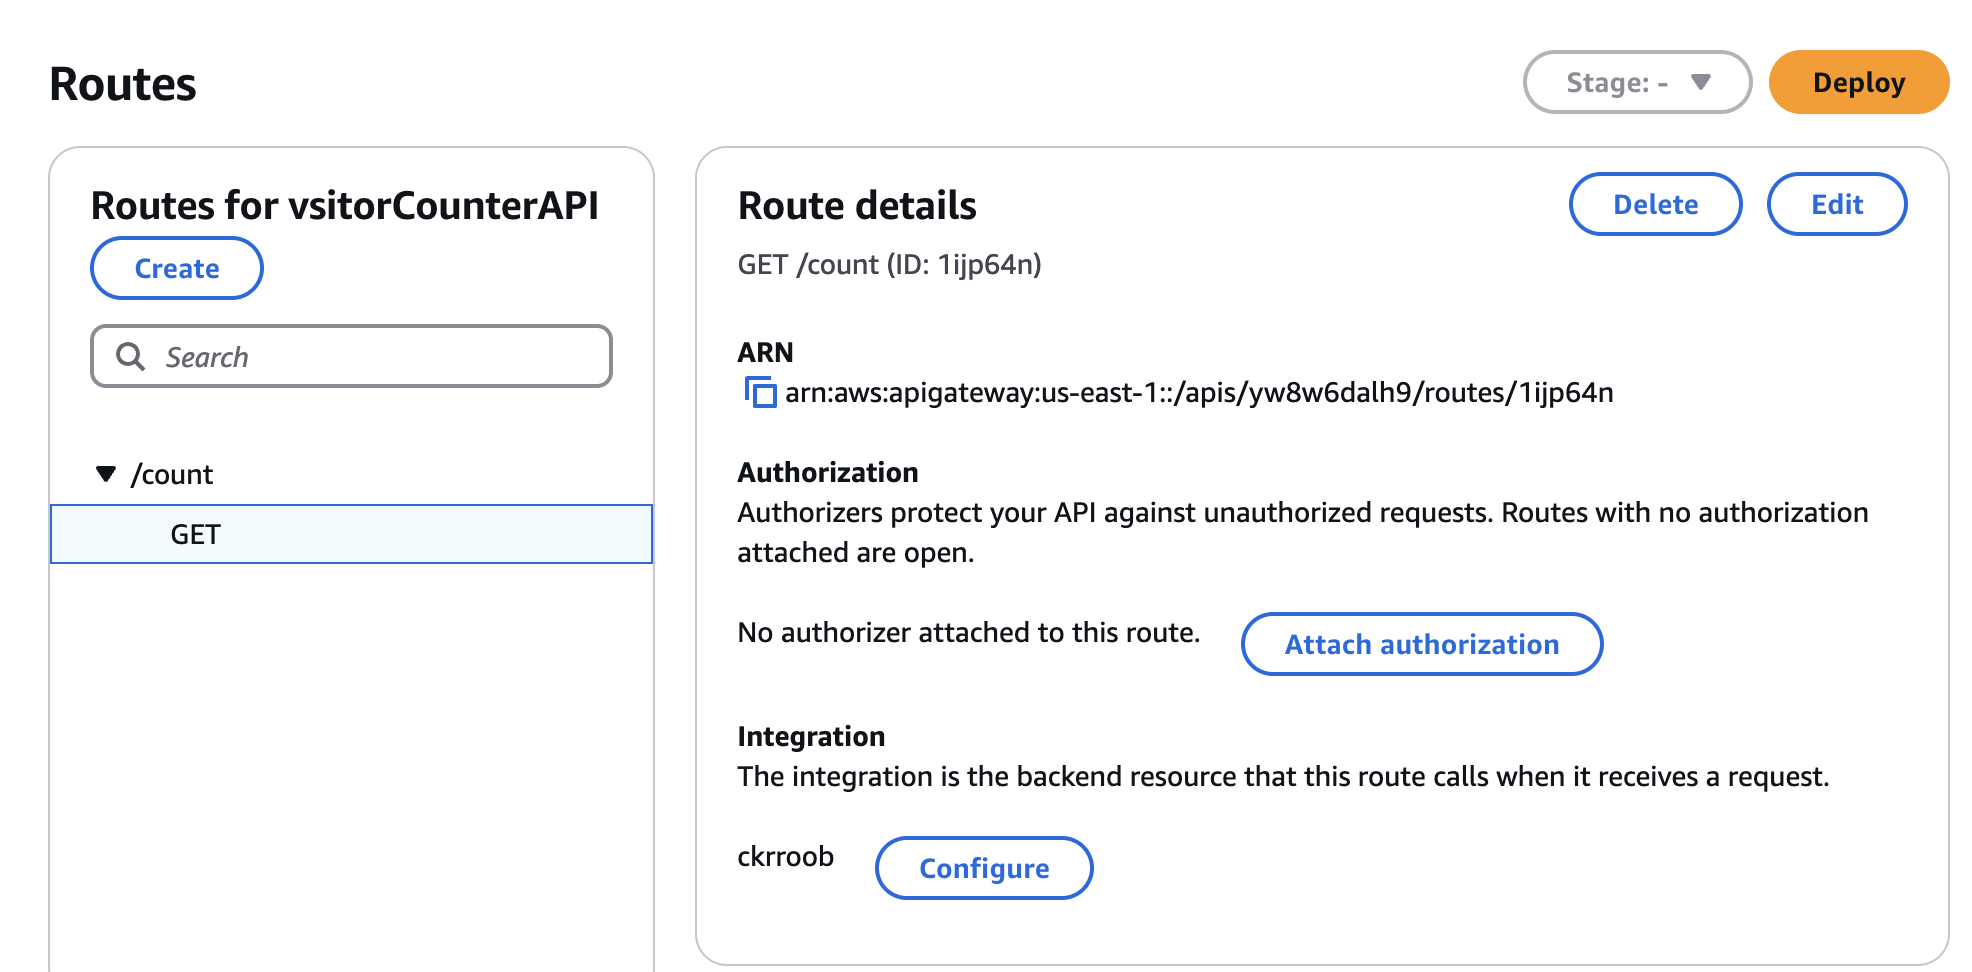 Routes
Stage: -
Deploy
Routes for vsitorCounterAPI
Create
Search
/count
GET
Route details
Delete
Edit
GET /count (ID: 1ijp64n)
ARN
arn:aws:apigateway:us-east-1::/apis/yw8w6dalh9/routes/1ijp64n
Authorization
Authorizers protect your API against unauthorized requests. Routes with no authorization
attached are open.
No authorizer attached to this route.
Attach authorization
Integration
The integration is the backend resource that this route calls when it receives a request.
ckrroob
Configure